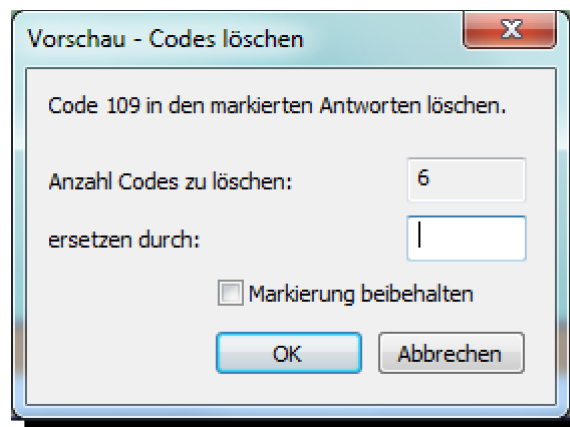 Vorschau - Codes löschen
Code 109 in den markierten Antworten löschen.
Anzahl Codes zu löschen: 6
ersetzen durch:
Markierung beibehalten
OK Abbrechen